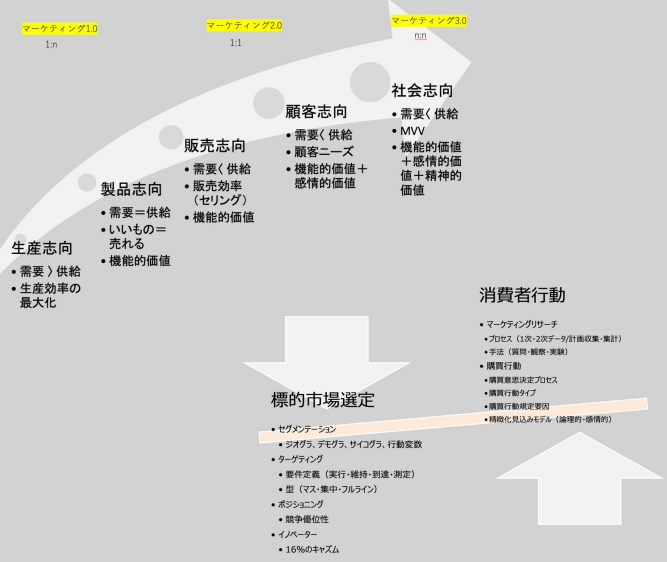 マーケティング1.0
1:n
マーケティング2.0
1:1
マーケティング3.0
n:n
生産志向
• 需要 〉供給
• 生産効率の
最大化
製品志向
• 需要＝供給
• いいもの＝
売れる
• 機能的価値
販売志向
• 需要〈 供給
• 販売効率
（セリング）
• 機能的価値
顧客志向
• 需要〈 供給
• 顧客ニーズ
• 機能的価値＋
感情的価値
社会志向
• 需要〈 供給
• MVV
• 機能的価値
＋感情的価
値＋精神的
価値
標的市場選定
• セグメンテーション
• ジオグラ、デモグラ、サイコグラ、行動変数
• ターゲティング
• 要件定義（実行・維持・到達・測定）
• 型（マス・集中・フルライン）
• ポジショニング
• 競争優位性
• イノベーター
• 16％のキャズム
消費者行動
• マーケティングリサーチ
• プロセス（1次・2次データ/計画収集・集計）
• 手法（質問・観察・実験）
• 購買行動
• 購買意思決定プロセス
• 購買行動タイプ
• 購買行動規定要因
• 精緻化見込みモデル（論理的・感情的）